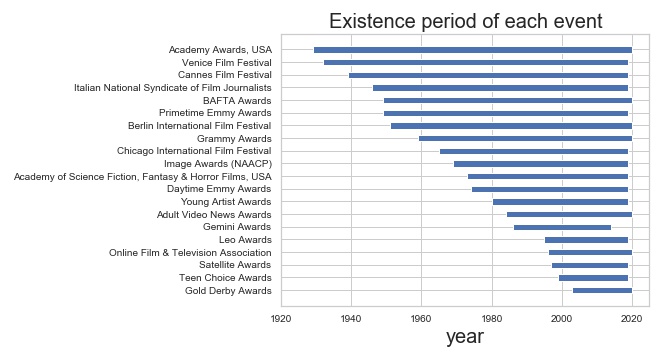 Existence period of each event
Academy Awards, USA
Venice Film Festival
Cannes Film Festival
Italian National Syndicate of Film Journalists
BAFTA Awards
Primetime Emmy Awards
Berlin International Film Festival
Grammy Awards
Chicago International Film Festival
Image Awards (NAACP)
Academy of Science Fiction, Fantasy & Horror Films, USA
Daytime Emmy Awards
Young Artist Awards
Adult Video News Awards
Gemini Awards
Leo Awards
Online Film & Television Association
Satellite Awards
Teen Choice Awards
Gold Derby Awards
1920 1940 1960 1980 2000 2020
year